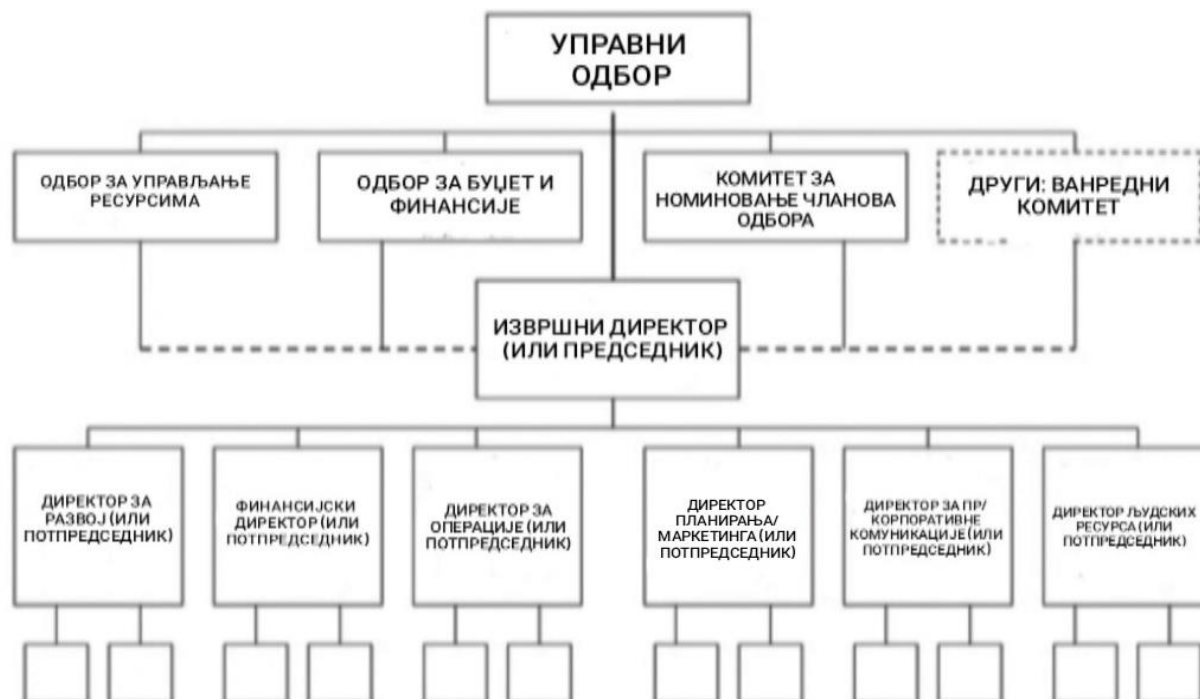 УПРАВНИ
ОДБОР
ОДБОР ЗА УПРАВЉАЊЕ
РЕСУРСИМА
ОДБОР ЗА БУЏЕТ И
ФИНАНСИЈЕ
КОМИТЕТ ЗА
НОМИНОВАЊЕ ЧЛАНОВА
ОДБОРА
ДРУГИ: ВАНРЕДНИ
КОМИТЕТ
ИЗВРШНИ ДИРЕКТОР
(ИЛИ ПРЕДСЕДНИК)
ДИРЕКТОР ЗА
РАЗВОЈ (ИЛИ
ПОТПРЕДСЕДНИК)
ФИНАНСИЈСКИ
ДИРЕКТОР (ИЛИ
ПОТПРЕДСЕДНИК)
ДИРЕКТОР ЗА
ОПЕРАЦИЈЕ (ИЛИ
ПОТПРЕДСЕДНИК)
ДИРЕКТОР
ПЛАНИРАЊА/
МАРКЕТИНГА (ИЛИ
ПОТПРЕДСЕДНИК)
ДИРЕКТОР ЗА ПР/
КОРПОРАТИВНЕ
КОМУНИКАЦИЈЕ (ИЛИ
ПОТПРЕДСЕДНИК)
ДИРЕКТОР ЉУДСКИХ
РЕСУРСА (ИЛИ
ПОТПРЕДСЕДНИК)